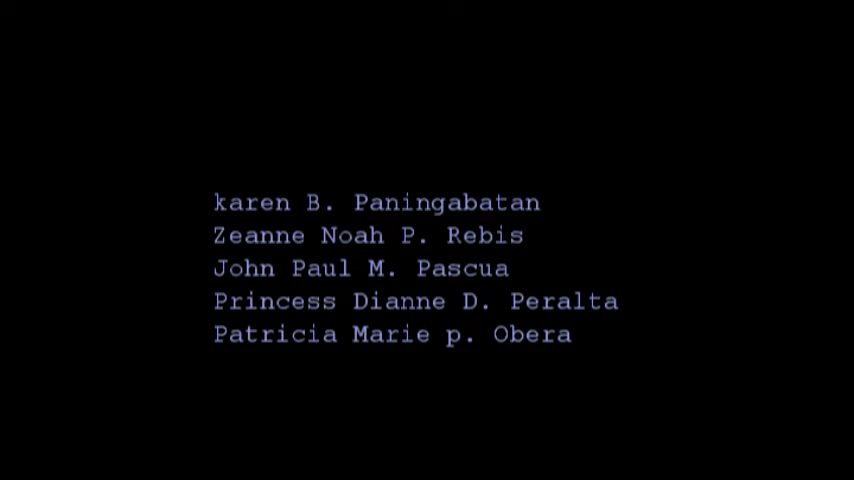 karen B. Paningabatan
Zeanne Noah P. Rebis
John Paul M. Pascua
Princess Dianne D. Peralta
Patricia Marie p. Obera